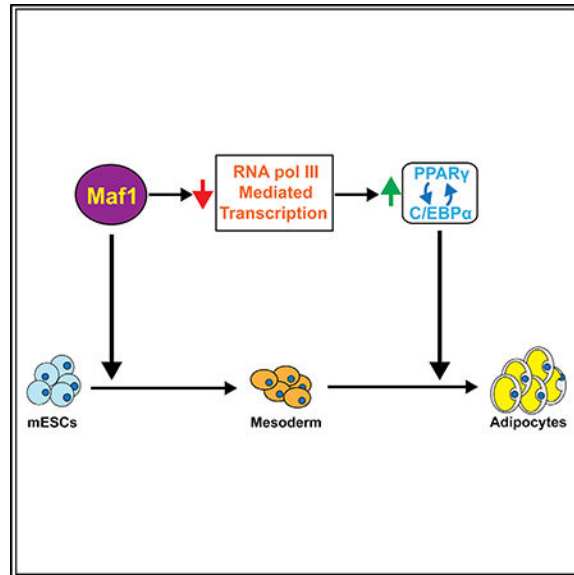 Maf1
RNA pol III
Mediated
Transcription
PPARγ
C/EBPα
mESCs
Mesoderm
Adipocytes